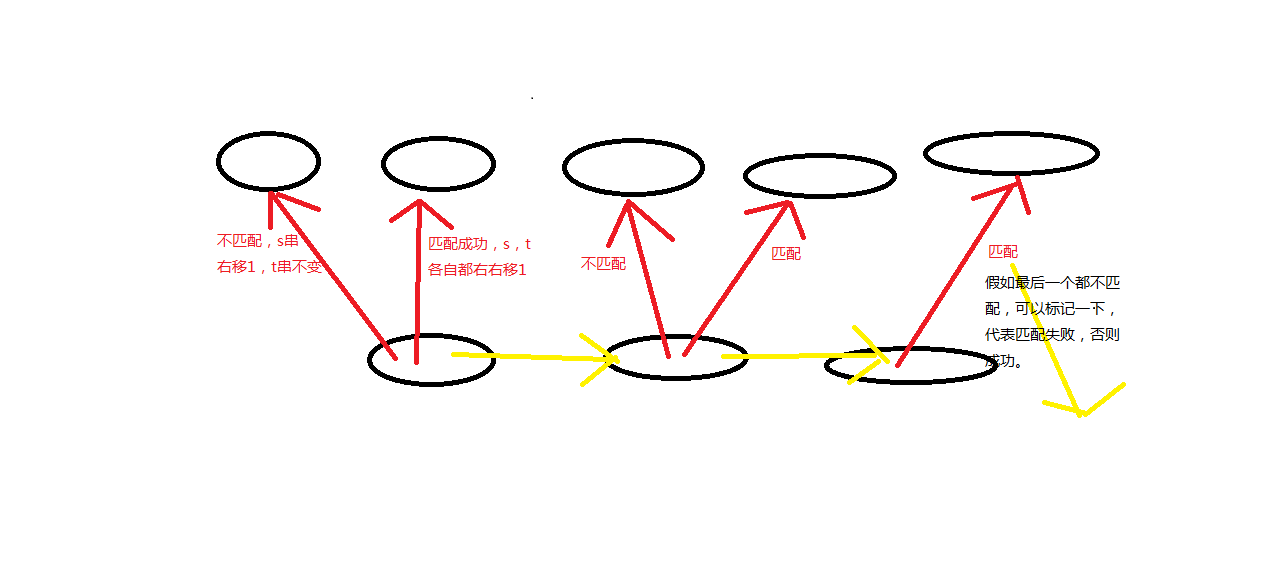 不匹配，s串
右移1，t串不变
匹配成功，s，t
各自都右右移1
不匹配
匹配
匹配
假如最后一个都不匹
配，可以标记一下，
代表匹配失败，否则
成功。